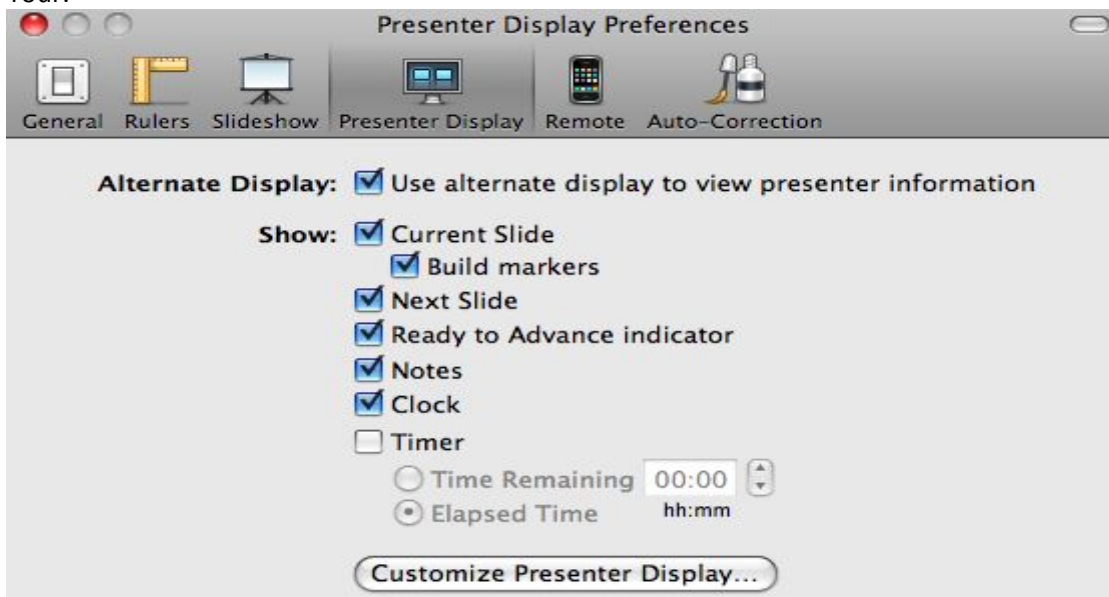 Presenter Display Preferences
General Rulers Slideshow Presenter Display Remote Auto-Correction
Alternate Display: Use alternate display to view presenter information
Show: Current Slide
Build markers
Next Slide
Ready to Advance indicator
Notes
Clock
Timer
Time Remaining 00:00
Elapsed Time hh:mm
Customize Presenter Display...